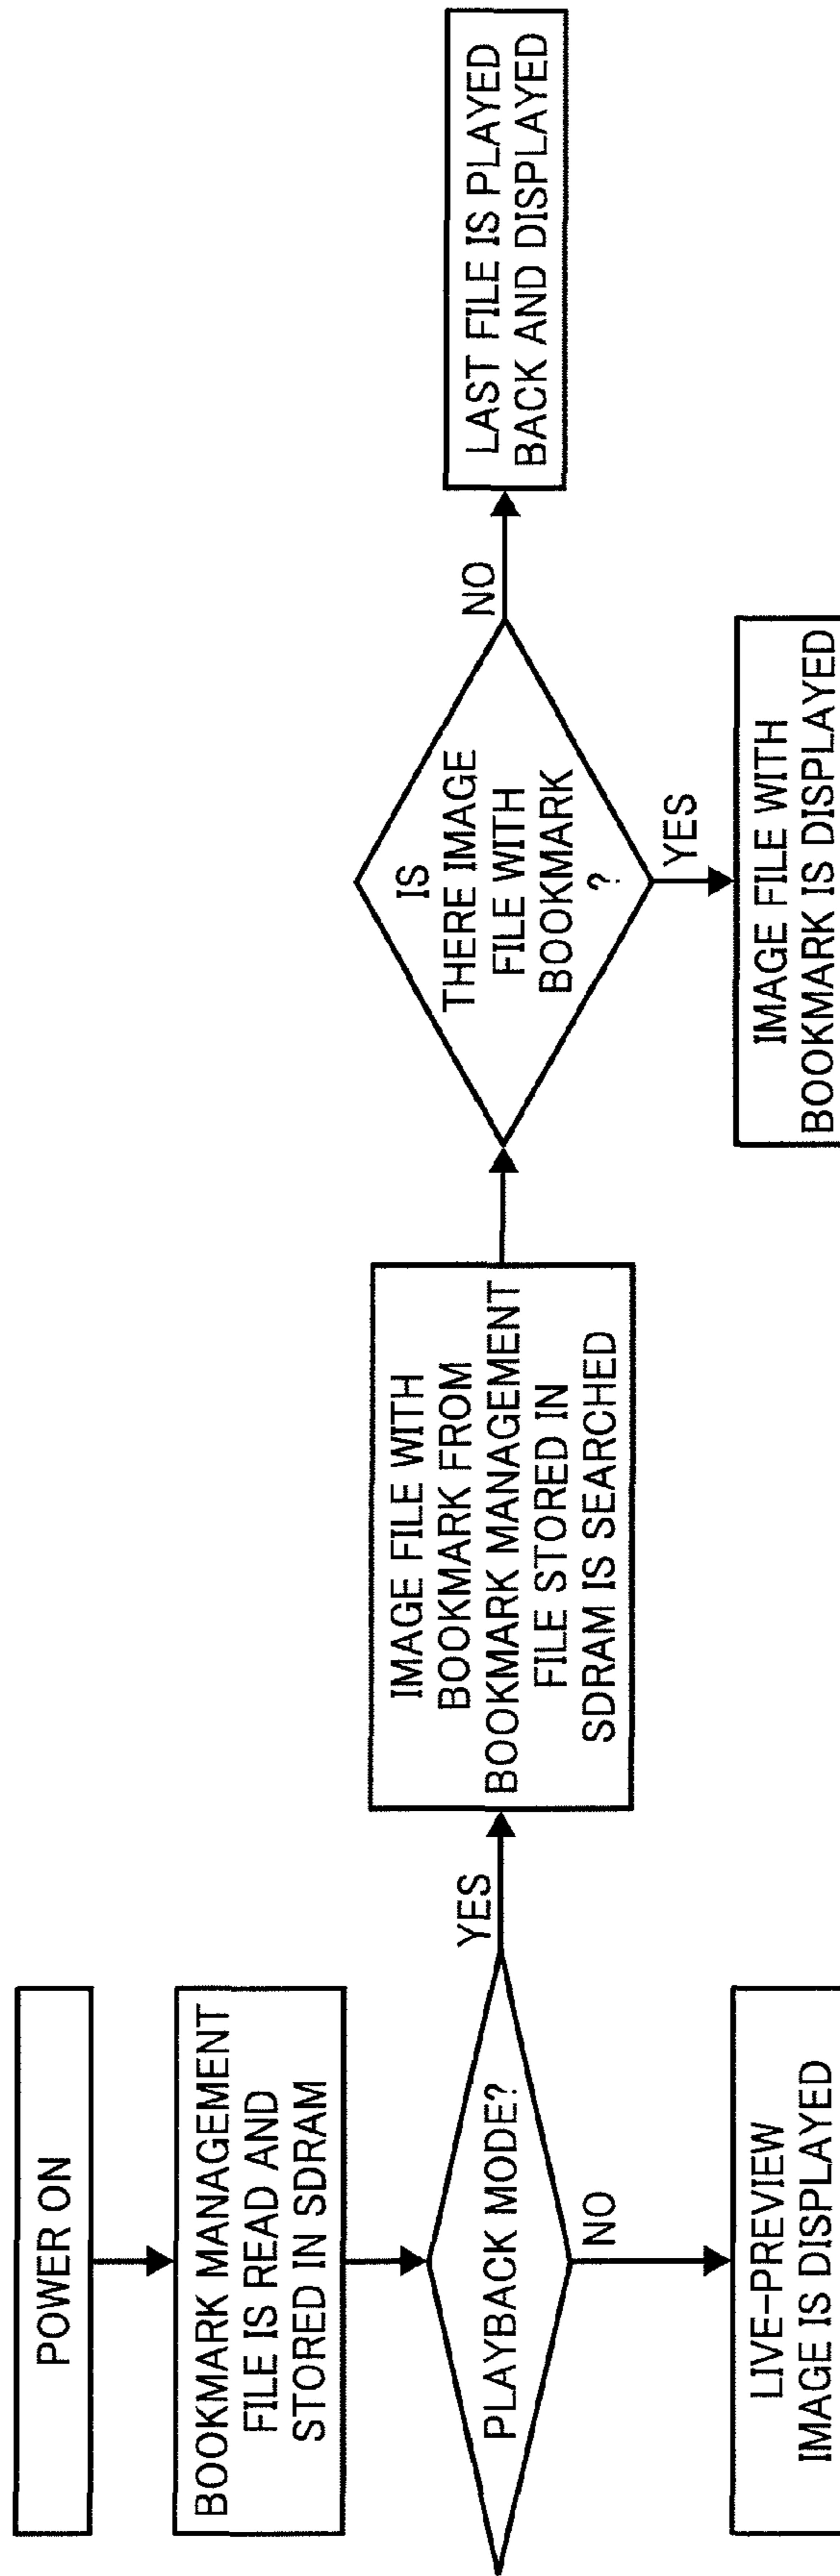 POWER ON
BOOKMARK MANAGEMENT
FILE IS READ AND
STORED IN SDRAM
PLAYBACK MODE?
YES
NO
LIVE-PREVIEW
IMAGE IS DISPLAYED
IMAGE FILE WITH
BOOKMARK FROM
BOOKMARK MANAGEMENT
FILE STORED IN
SDRAM IS SEARCHED
IS
THERE IMAGE
FILE WITH
BOOKMARK
?
NO
YES
IMAGE FILE WITH
BOOKMARK IS DISPLAYED
LAST FILE IS PLAYED
BACK AND DISPLAYED